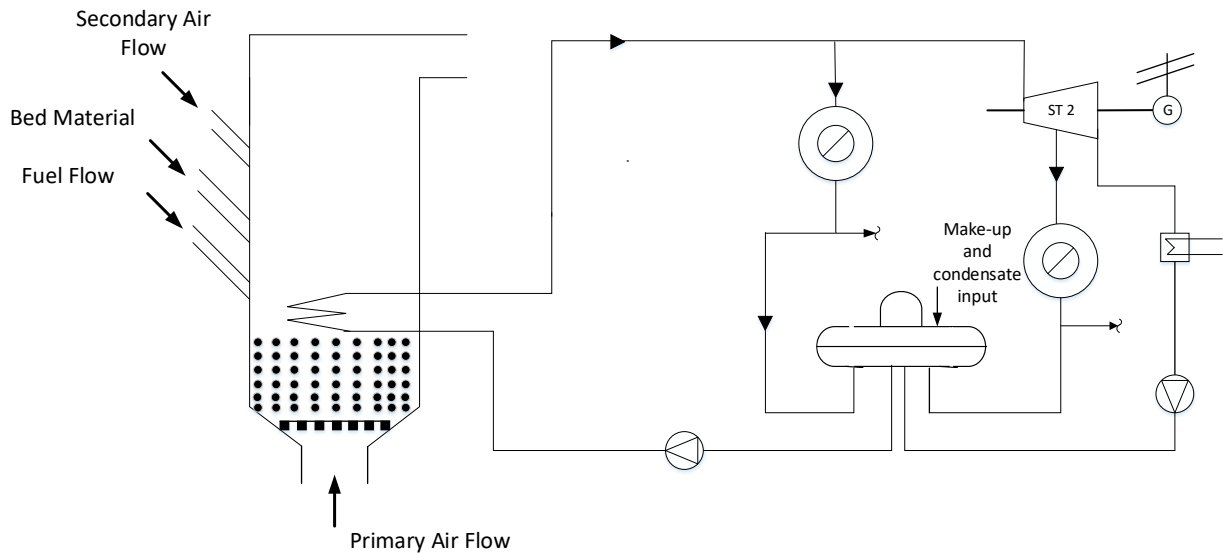 Secondary Air
Flow
Bed Material
Fuel Flow
Primary Air Flow
ST 2
G
Make-up
and
condensate
input